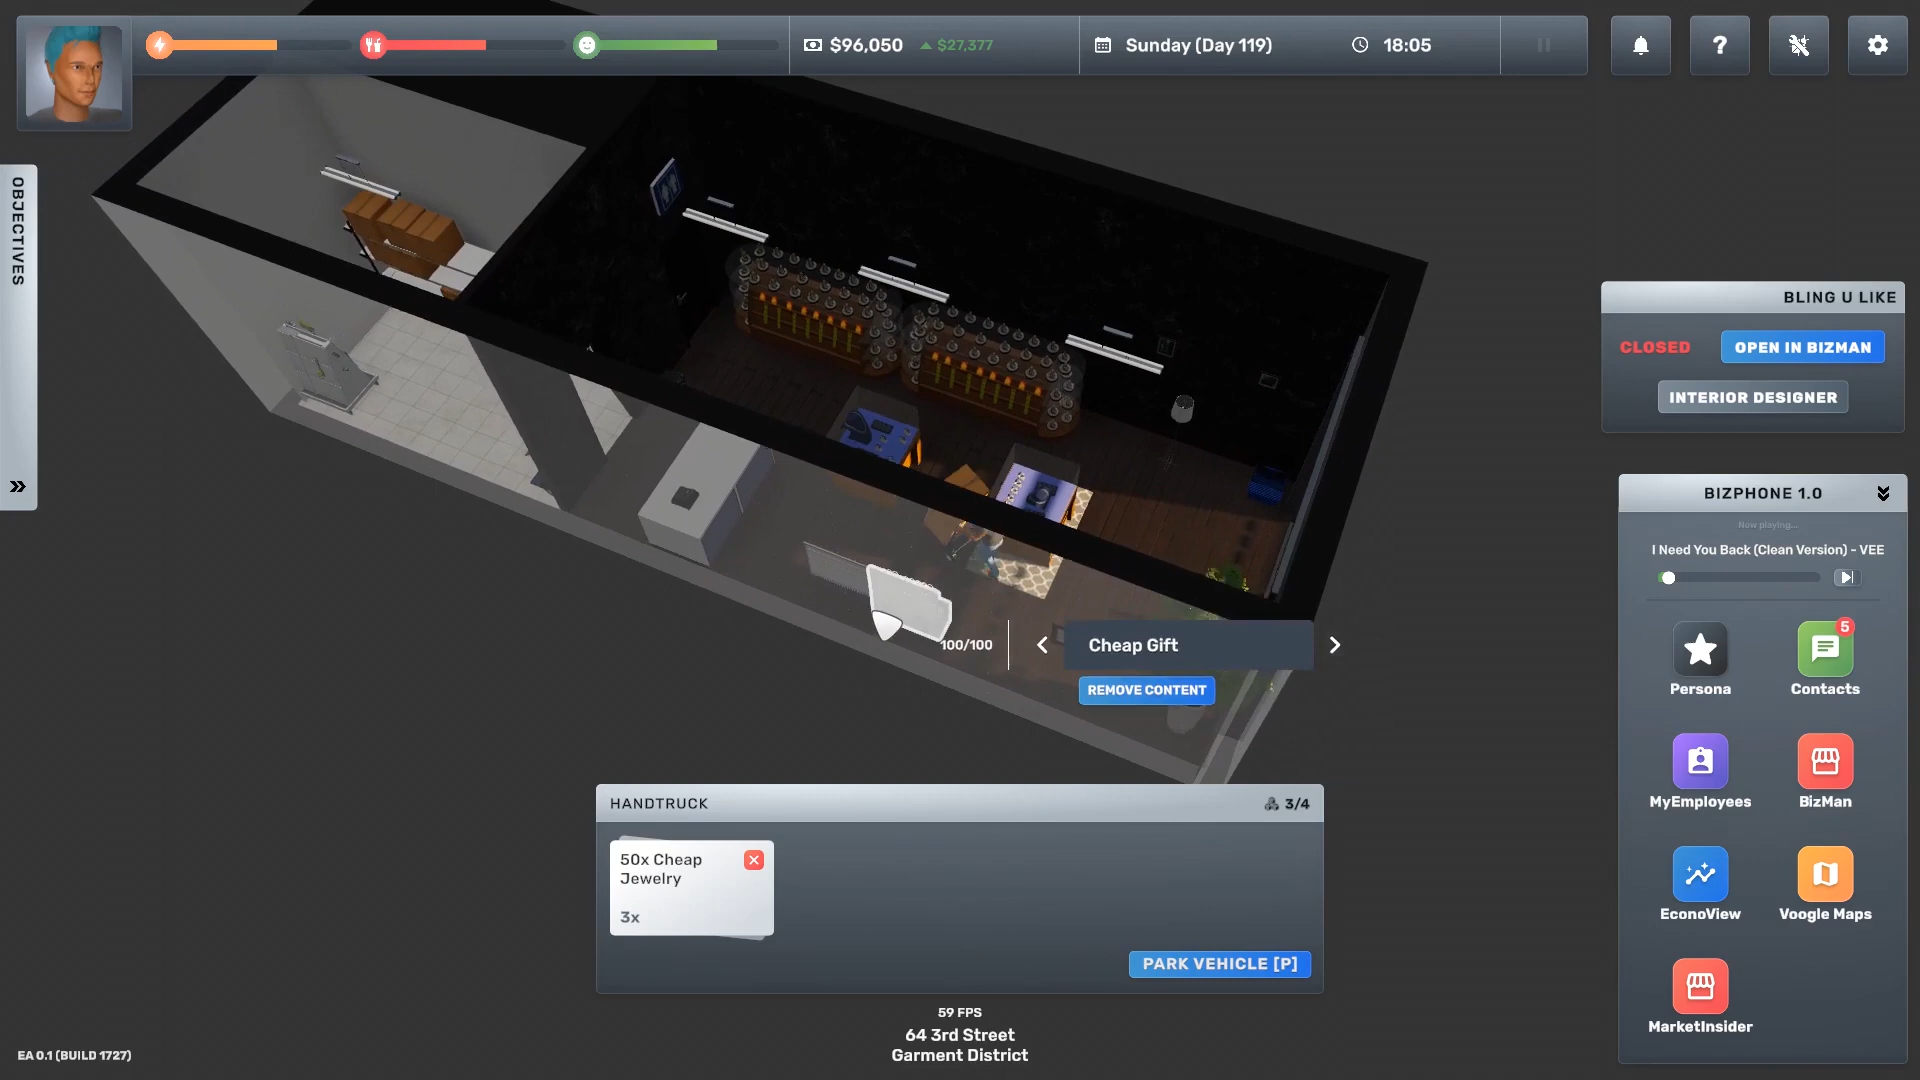 $96,050
$27,377
Sunday (Day 119)
18:05
?
OBJECTIVES
BLING U LIKE
CLOSED
OPEN IN BIZMAN
INTERIOR DESIGNER
BIZPHONE 1.0
Now playing...
I Need You Back (Clean Version) - VEE
100/100
Cheap Gift
REMOVE CONTENT
5
Persona
Contacts
MyEmployees
BizMan
EconoView
Voogle Maps
MarketInsider
HANDTRUCK
3/4
50x Cheap
Jewelry
3x
PARK VEHICLE [P]
59 FPS
64 3rd Street
Garment District
EA 0.1 (BUILD 1727)